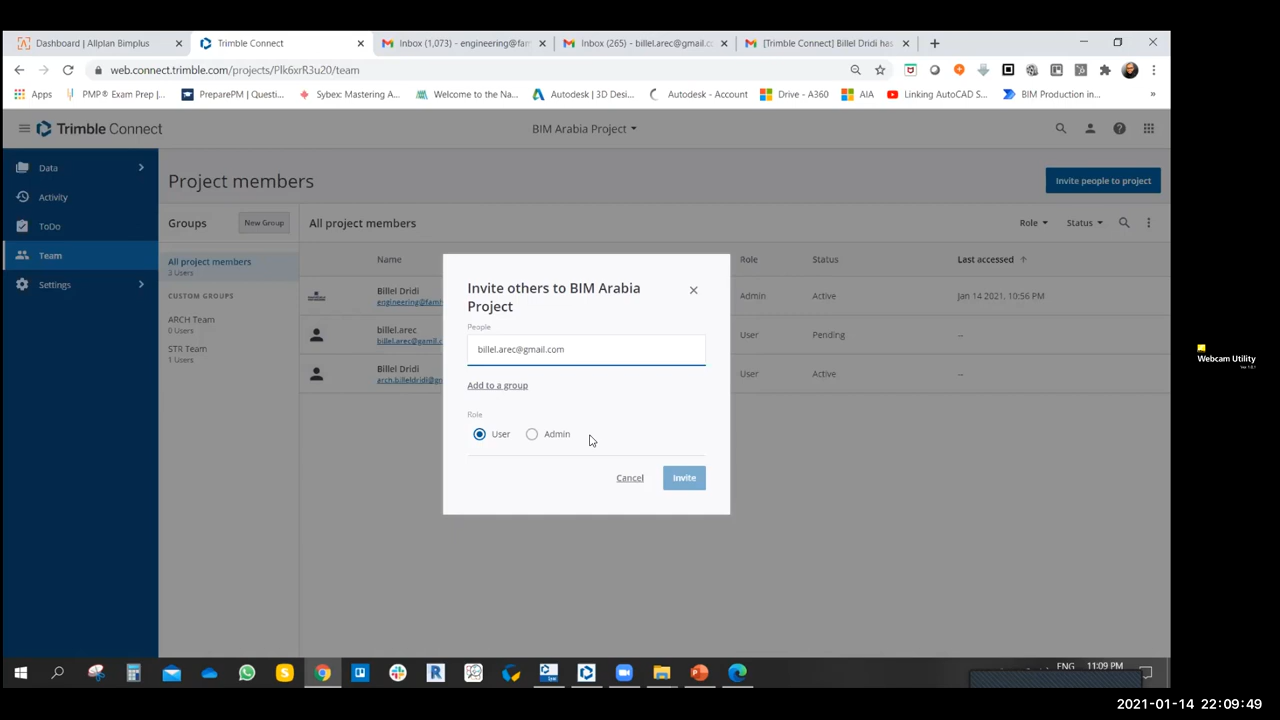 Dashboard | Allplan Bimplus
Trimble Connect
Inbox (1,073) - engineering@fam
Inbox (265) - billel.arec@gmail.co
[Trimble Connect] Billel Dridi has
web.connect.trimble.com/projects/PIk6xrR3u20/team
Apps
PMP® Exam Prep |...
PreparePM | Questi...
Sybex: Mastering A...
Welcome to the Na...
Autodesk | 3D Desi...
Autodesk - Account
Drive - A360
AIA
Linking AutoCAD S...
BIM Production in...
Trimble Connect
BIM Arabia Project
Data
Activity
ToDo
Team
Settings
Project members
Invite people to project
Groups
New Group
All project members
3 Users
CUSTOM GROUPS
ARCH Team
0 Users
STR Team
1 Users
All project members
Role
Status
Name
Role
Status
Last accessed
Billel Dridi
engineering@fam
Admin
Active
Jan 14 2021, 10:56 PM
billel.arec
billel.arec@gamil.c
User
Pending
--
Billel Dridi
arch.billeldridi@g
User
Active
--
Invite others to BIM Arabia
Project
People
billel.arec@gmail.com
Add to a group
Role
User
Admin
Cancel
Invite
Webcam Utility
ENG
11:09 PM
2021-01-14 22:09:49